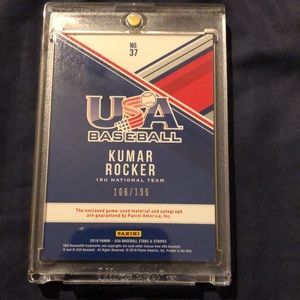 NO.
37
USA
BASEBALL
KUMAR
ROCKER
18U NATIONAL TEAM
106/199
The enclosed game-used material and autograph
are guaranteed by Panini America, Inc.
PANINI
2018 PANINI - USA BASEBALL STARS & STRIPES